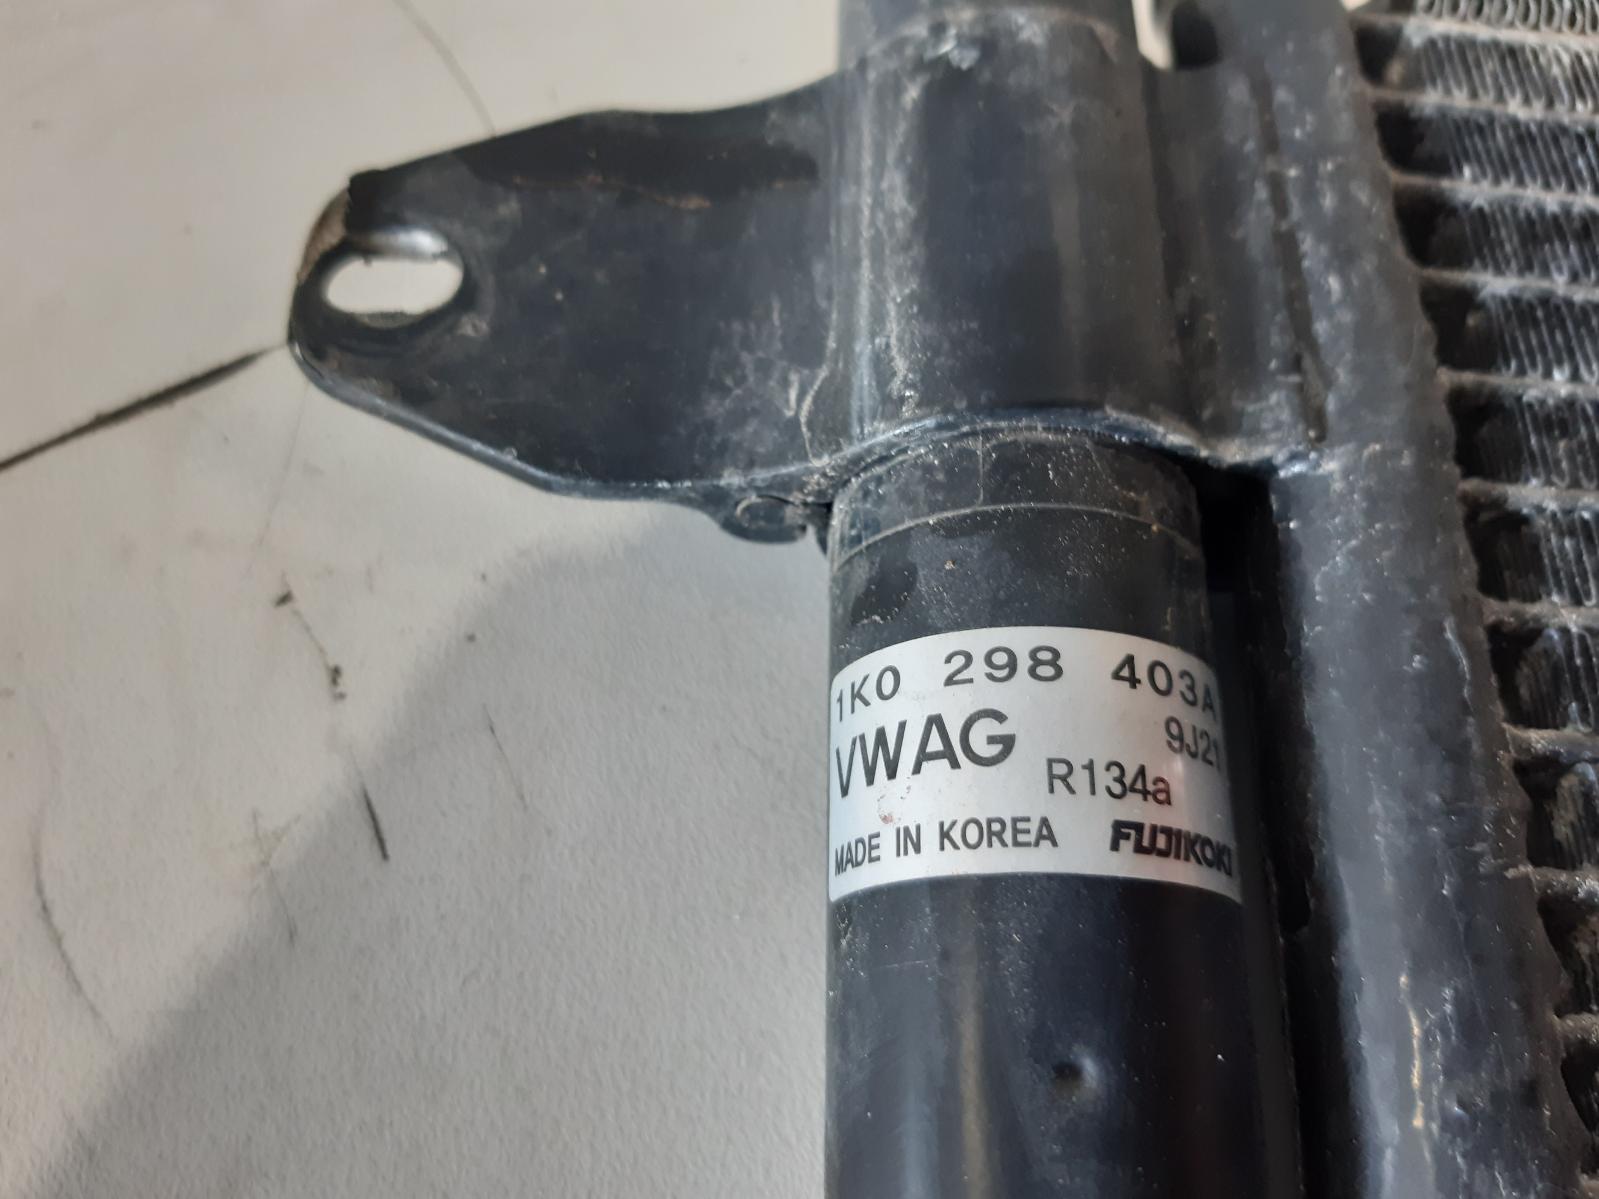 1K0 298 403A
VWAG 9J21
R134a
MADE IN KOREA FUJIKOKI